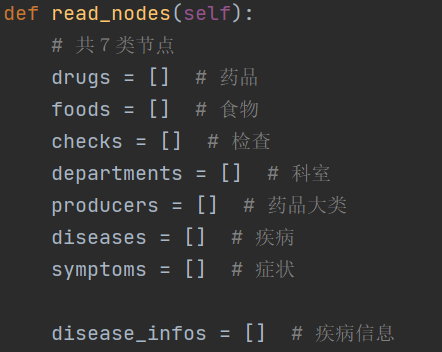 def read_nodes(self):
    # 共７类节点
    drugs = []  # 药品
    foods = []  # 食物
    checks = []  # 检查
    departments = []  # 科室
    producers = []  # 药品大类
    diseases = []  # 疾病
    symptoms = []  # 症状
    disease_infos = []  # 疾病信息